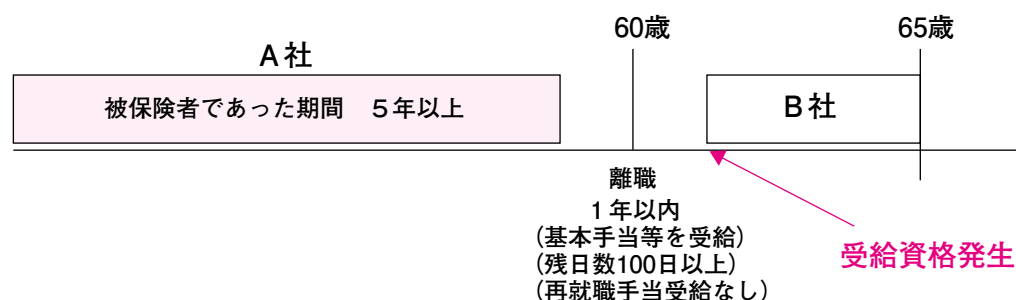 60歳
65歳
A社
被保険者であった期間　５年以上
B社
離職
１年以内
(基本手当等を受給)
(残日数100日以上)
(再就職手当受給なし)
受給資格発生